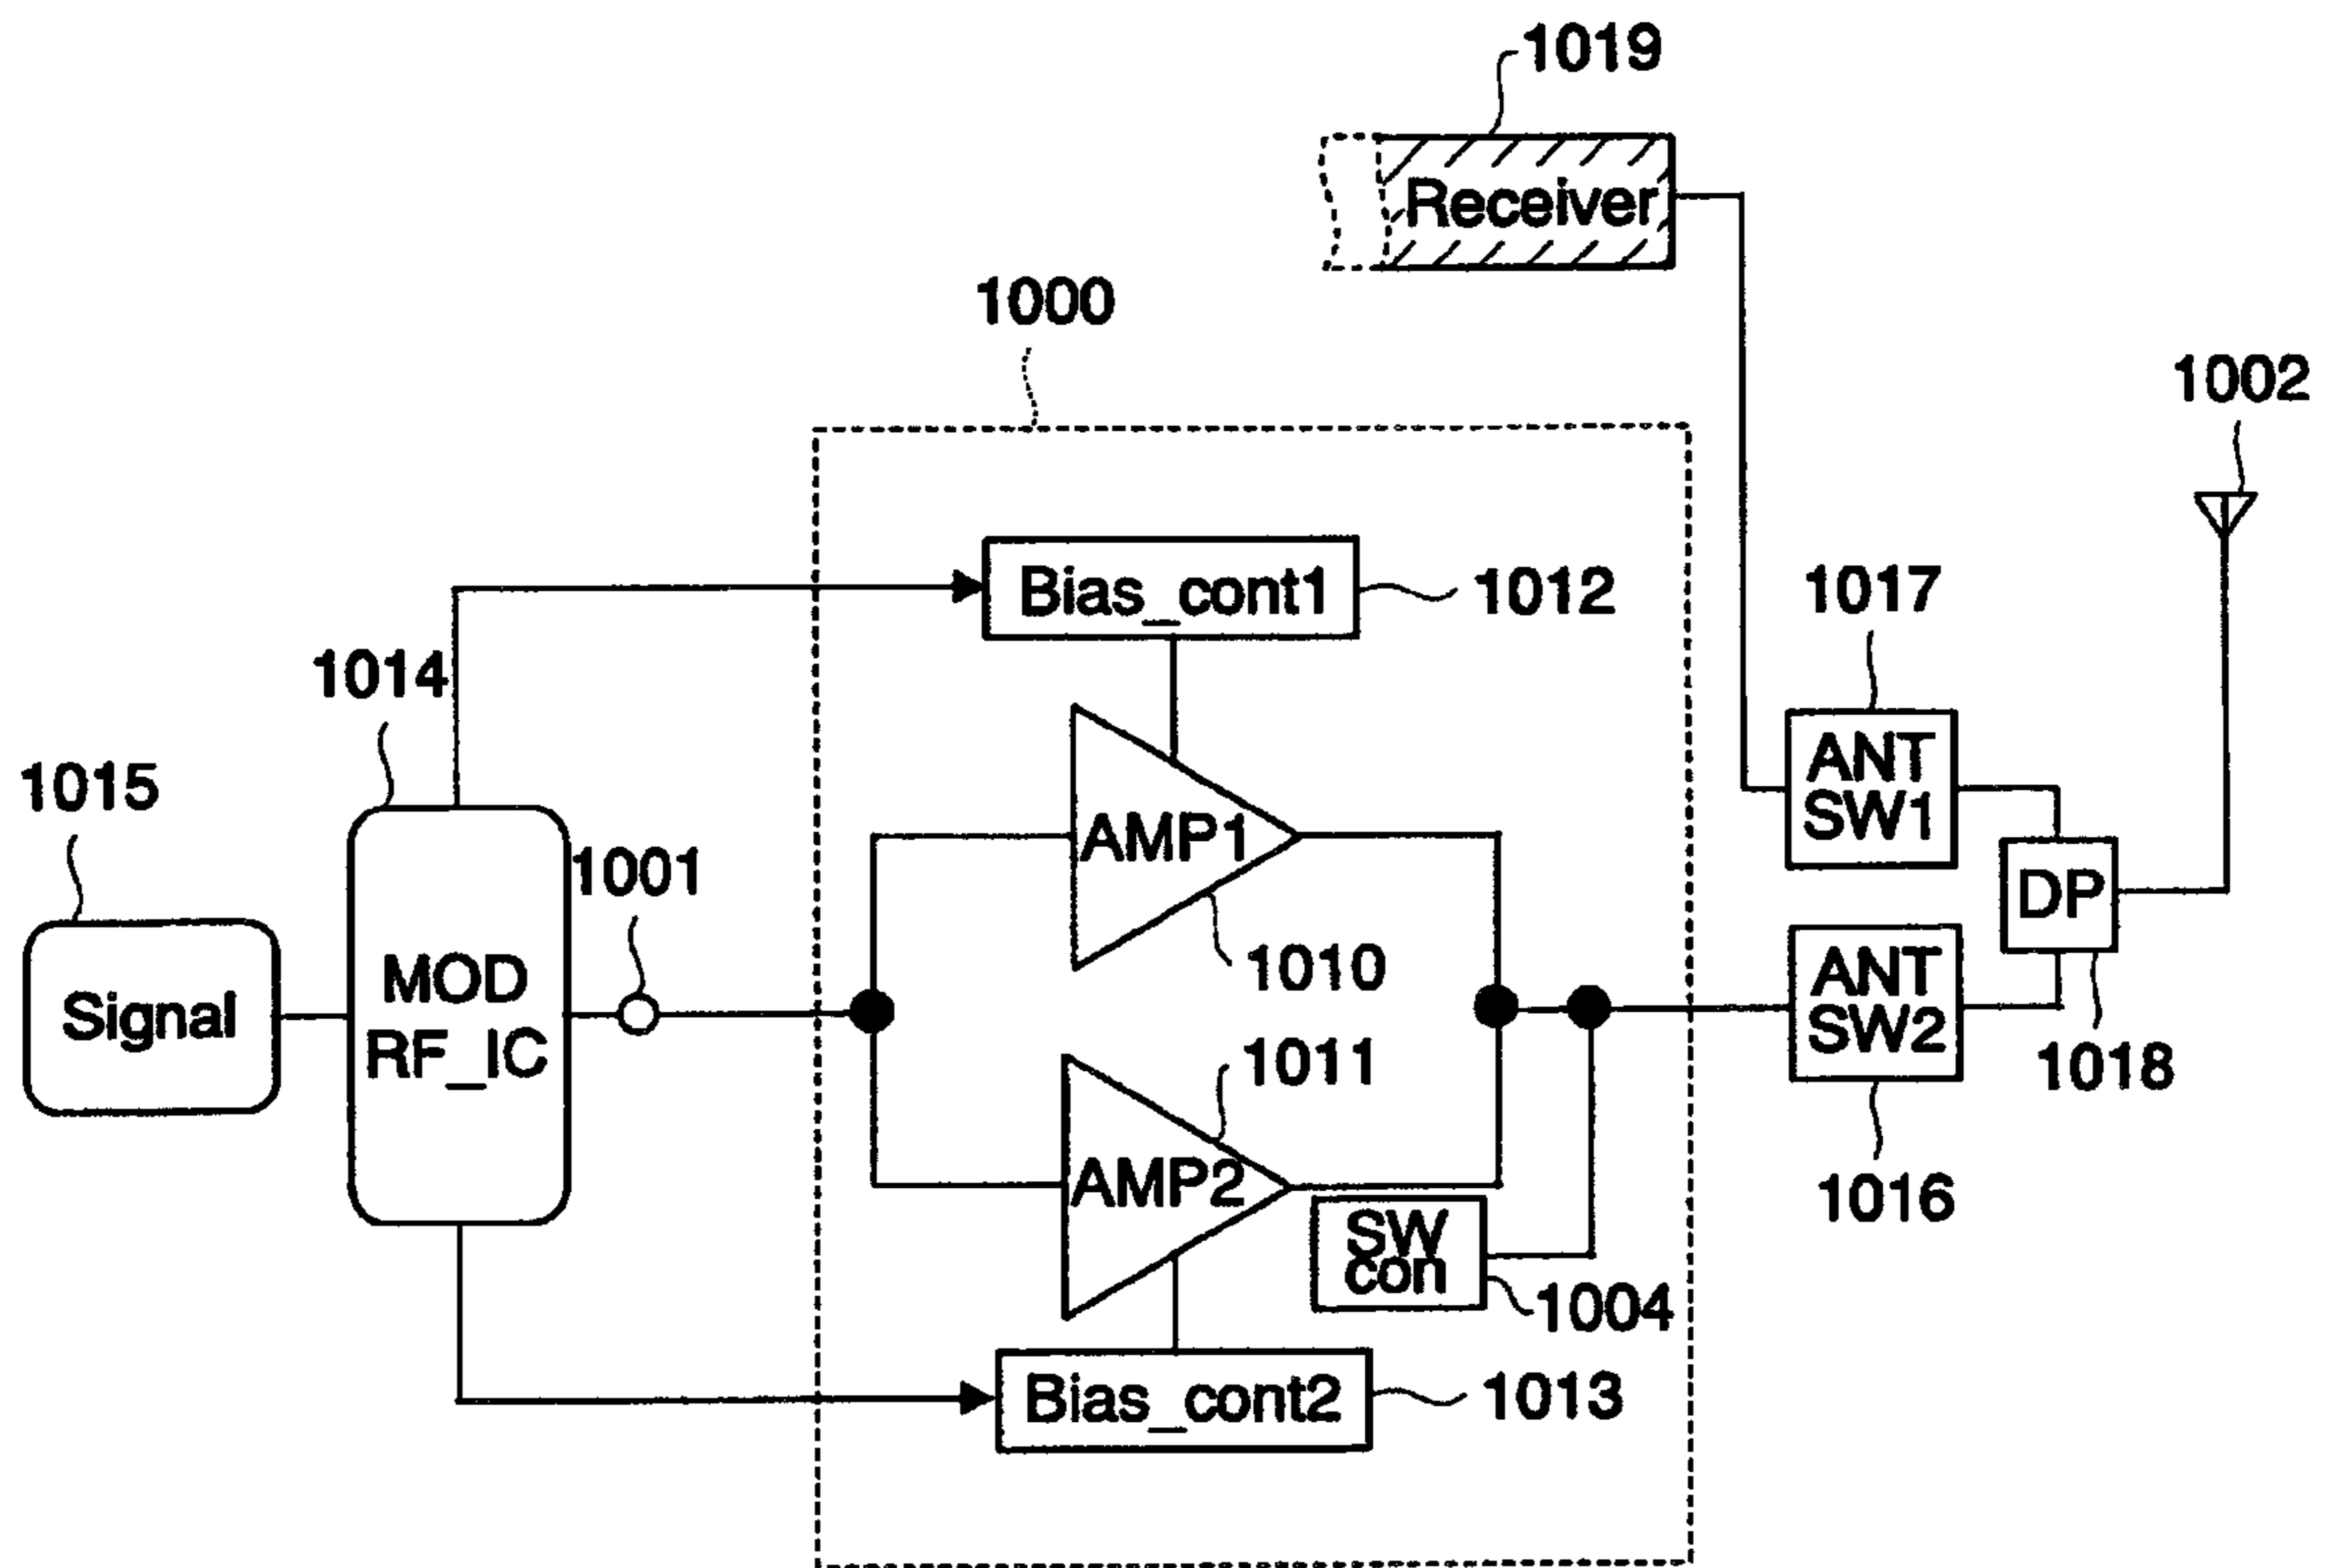 1019
Receiver
1000
1002
Bias_cont1
1012
1017
1014
ANT
SW1
1015
AMP1
1001
DP
1010
MOD
RF_IC
Signal
ANT
SW2
1011
1018
AMP2
1016
SW
con
1004
Bias_cont2
1013